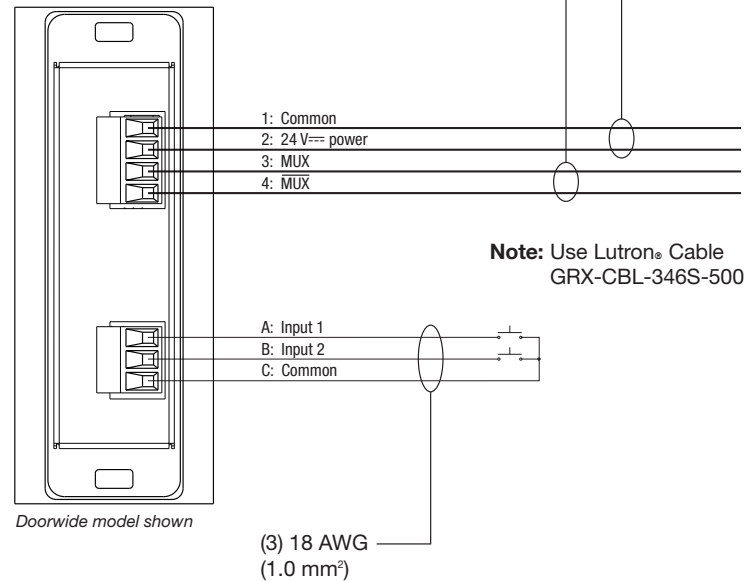 1: Common
2: 24 V⎓ power
3: MUX
4: M̅U̅X̅
Note: Use Lutron® Cable
GRX-CBL-346S-500
A: Input 1
B: Input 2
C: Common
Doorwide model shown
(3) 18 AWG
(1.0 mm²)